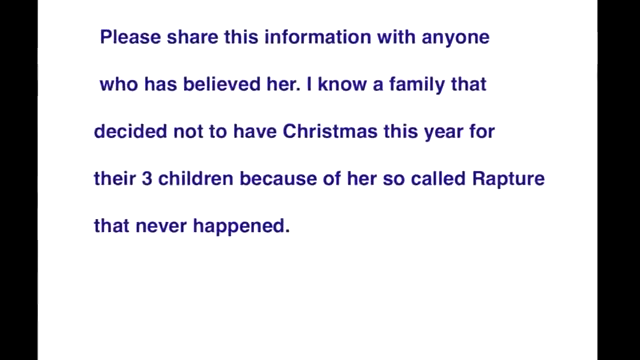 Please share this information with anyone
who has believed her. I know a family that
decided not to have Christmas this year for
their 3 children because of her so called Rapture
that never happened.